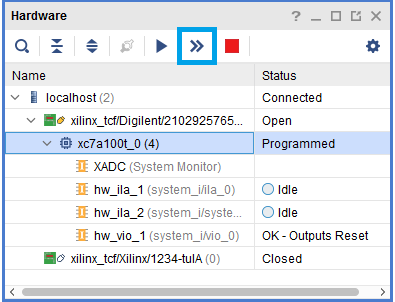 Hardware
Name Status
localhost (2) Connected
xilinx_tcf/Digilent/2102925765... Open
xc7a100t_0 (4) Programmed
XADC (System Monitor)
hw_ila_1 (system_i/ila_0) Idle
hw_ila_2 (system_i/syste... Idle
hw_vio_1 (system_i/vio_0) OK - Outputs Reset
xilinx_tcf/Xilinx/1234-tulA (0) Closed